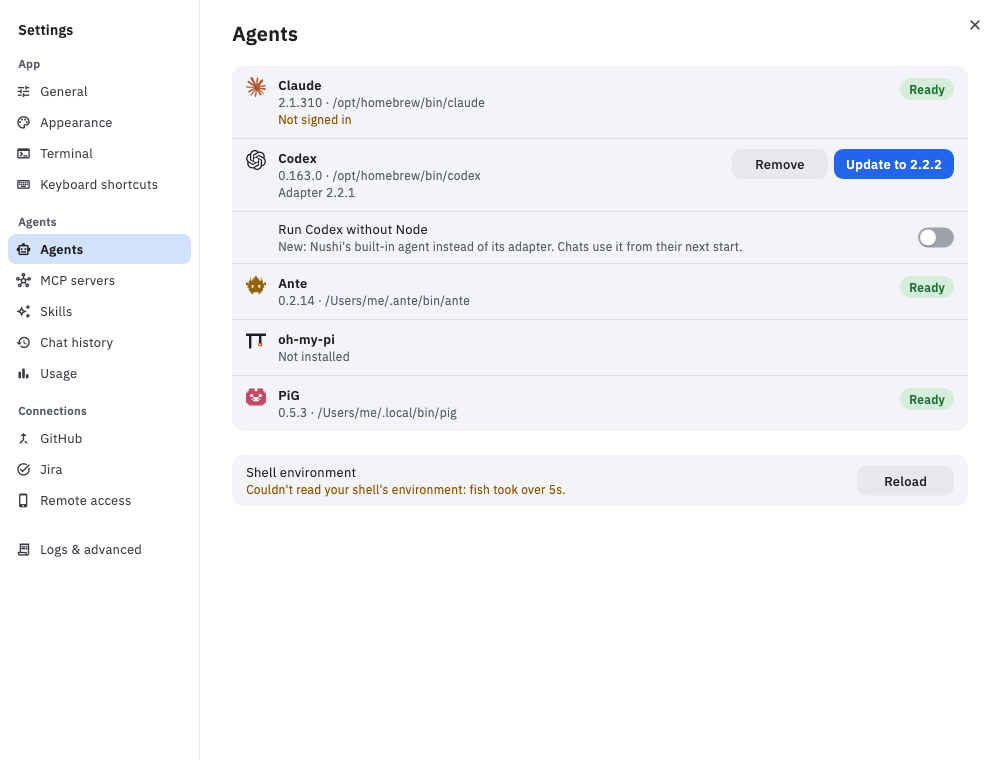 Settings
App
General
Appearance
Terminal
Keyboard shortcuts
Agents
Agents
MCP servers
Skills
Chat history
Usage
Connections
GitHub
Jira
Remote access
Logs & advanced
Agents
Claude
2.1.310 · /opt/homebrew/bin/claude
Not signed in
Ready
Codex
0.163.0 · /opt/homebrew/bin/codex
Adapter 2.2.1
Remove
Update to 2.2.2
Run Codex without Node
New: Nushi's built-in agent instead of its adapter. Chats use it from their next start.
Ante
0.2.14 · /Users/me/.ante/bin/ante
Ready
oh-my-pi
Not installed
PiG
0.5.3 · /Users/me/.local/bin/pig
Ready
Shell environment
Couldn't read your shell's environment: fish took over 5s.
Reload